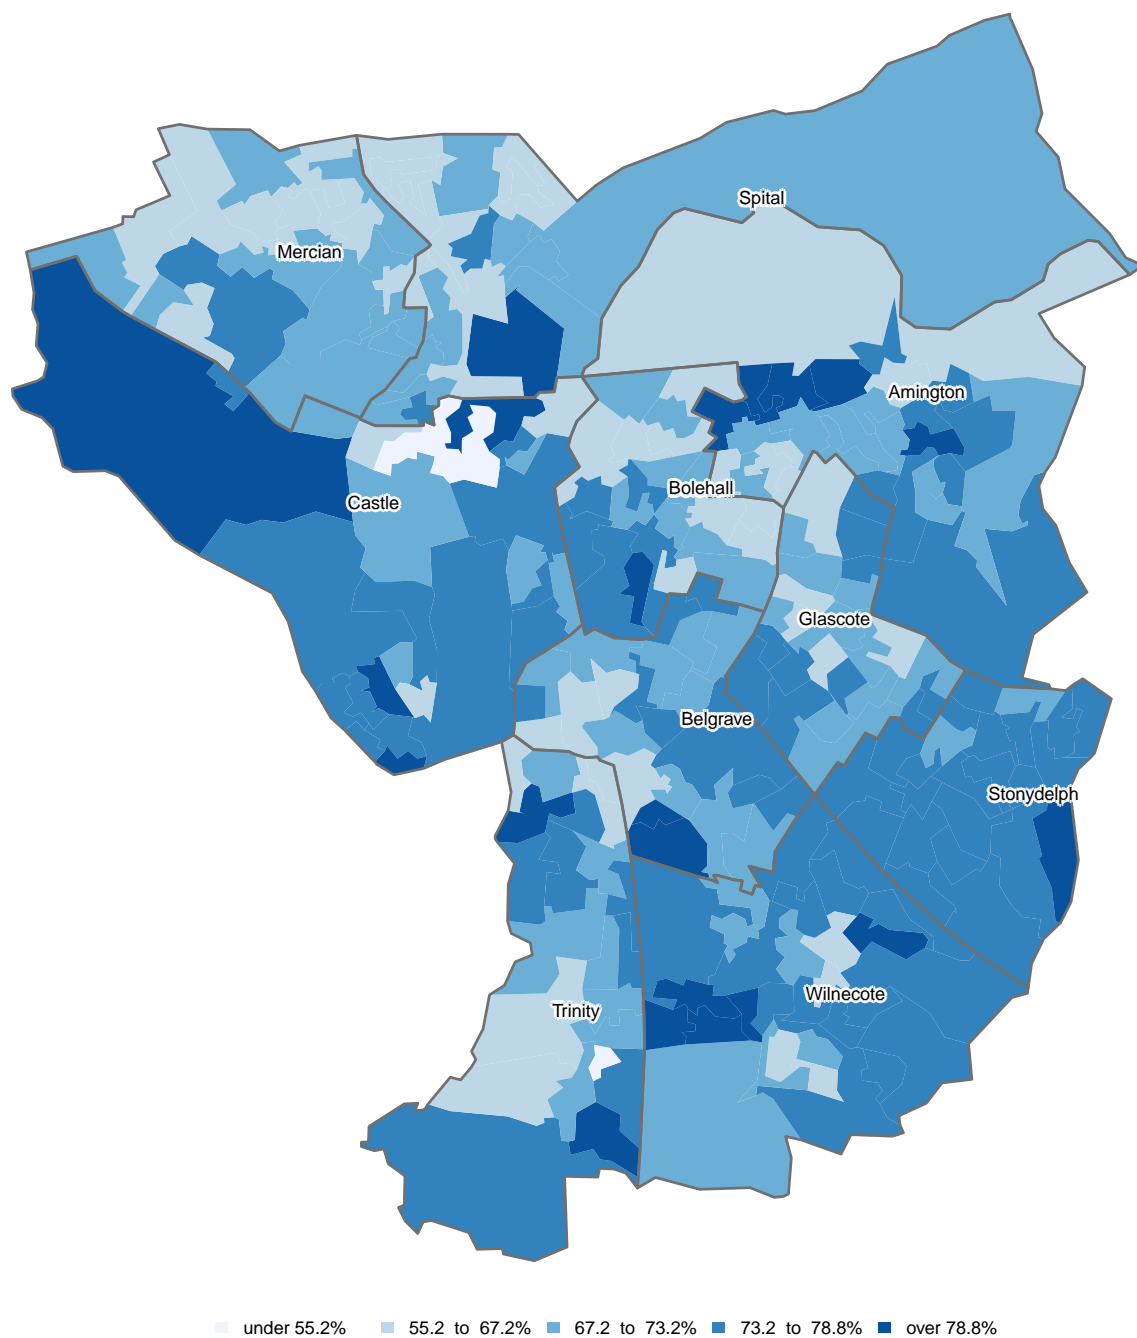 Spital
Mercian
Amington
Bolehall
Castle
Glascote
Belgrave
Stonydelph
Wilnecote
Trinity
under 55.2% 55.2 to 67.2% 67.2 to 73.2% 73.2 to 78.8% over 78.8%